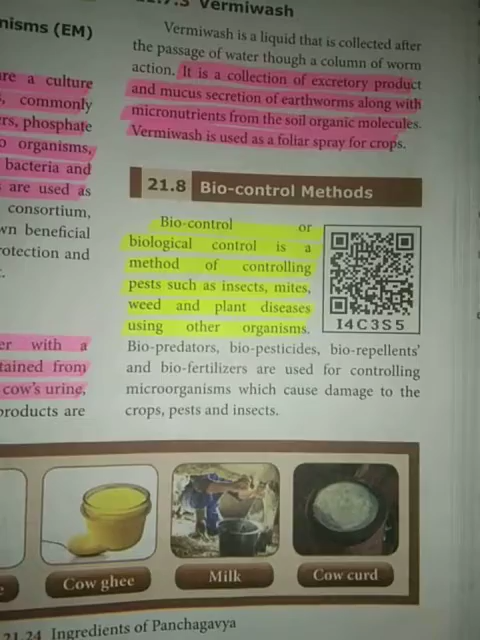 nisms (EM)
re a culture
commonly
ers, phosphate
o organisms,
bacteria and
are used as
consortium,
wn beneficial
rotection and
er with a
tained from
cow's urine,
products are
Vermiwash
Vermiwash is a liquid that is collected after
the passage of water though a column of worm
action. It is a collection of excretory product
and mucus secretion of earthworms along with
micronutrients from the soil organic molecules.
Vermiwash is used as a foliar spray for crops.
21.8 Bio-control Methods
Bio-control or
biological control is a
method of controlling
pests such as insects, mites,
weed and plant diseases
using other organisms.
I4C3S5
Bio-predators, bio-pesticides, bio-repellents'
and bio-fertilizers are used for controlling
microorganisms which cause damage to the
crops, pests and insects.
Cow ghee
Milk
Cow curd
21.24 Ingredients of Panchagavya